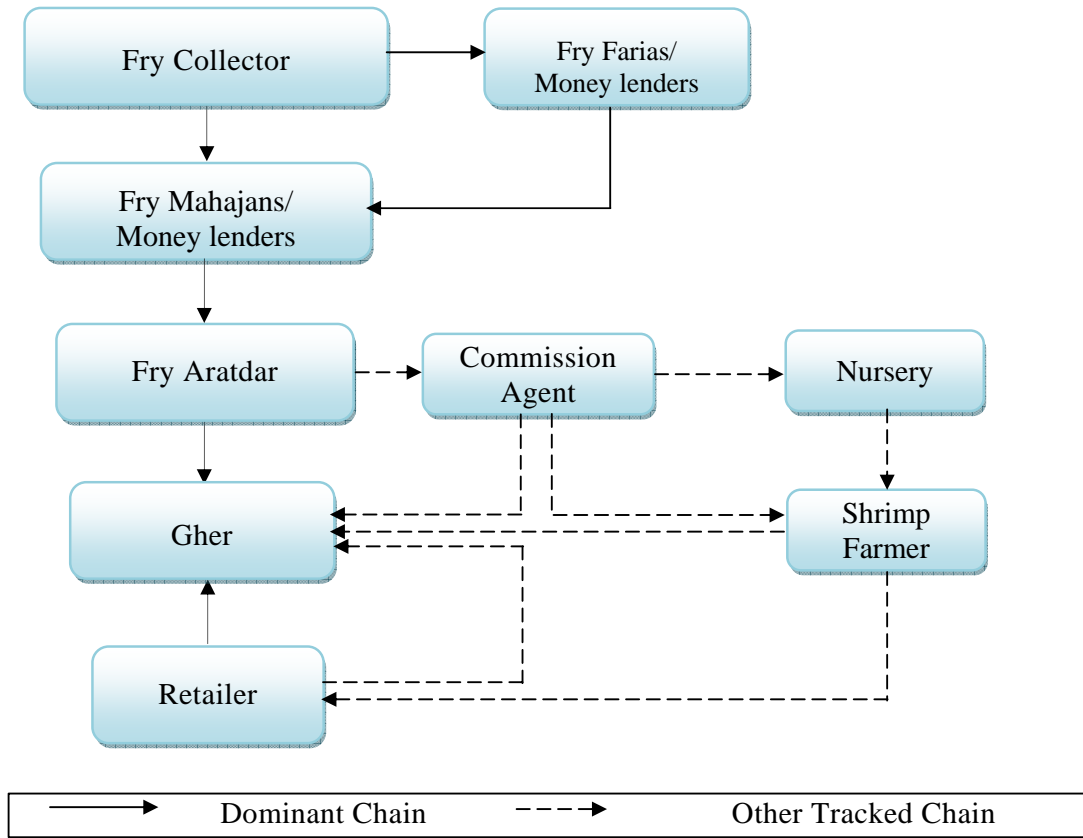 Fry Collector
Fry Farias/
Money lenders
Fry Mahajans/
Money lenders
Fry Aratdar
Commission
Agent
Nursery
Gher
Shrimp
Farmer
Retailer
Dominant Chain
Other Tracked Chain